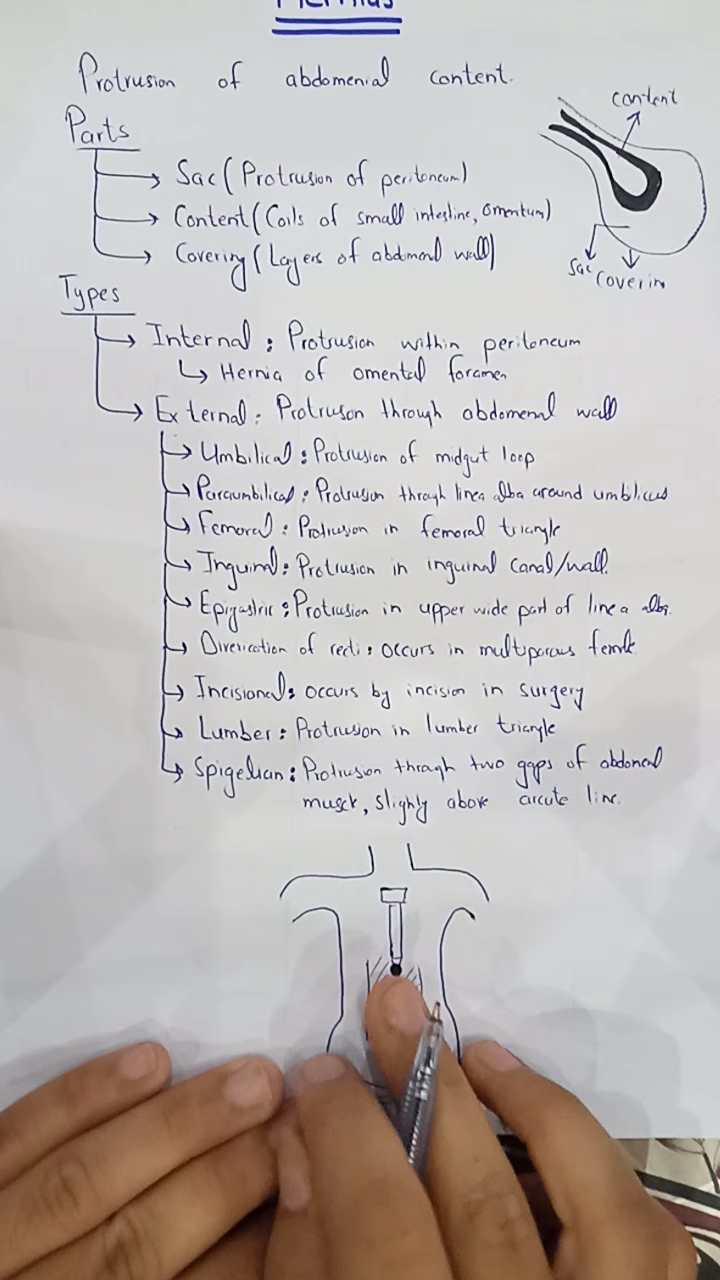 Hernias
Protrusion of abdomenial content.
Parts
Sac (Protrusion of peritoneum)
Content (Coils of small intestine, omentum)
Covering (Layers of abdomenal wall)
content
Sac
Coverin
Types
Internal : Protrusion within peritoneum
Hernia of omental foramen
External : Protruson through abdomenal wall
Umbilical : Protrusion of midgut loop
Paraumbilical : Protrusion through linea alba around umblicus
Femoral : Protrusion in femoral triangle
Inguinal : Protrusion in inguinal canal/wall.
Epigastric : Protrusion in upper wide part of linea alba.
of recti : occurs in multiparous female
Incisional : occurs by incision in surgery
Lumber : Protrusion in lumber triangle
Spigelian : Protrusion through two gaps of abdomenal
muscle, slighly above arcute line.